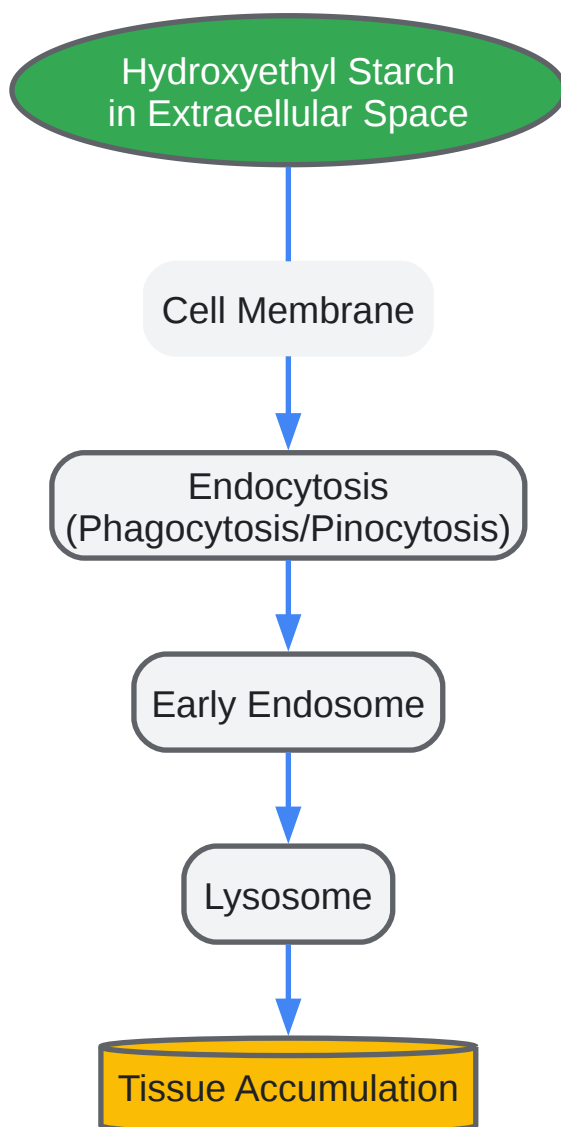 Hydroxyethyl Starch
in Extracellular Space
Cell Membrane
Endocytosis
(Phagocytosis/Pinocytosis)
Early Endosome
Lysosome
Tissue Accumulation